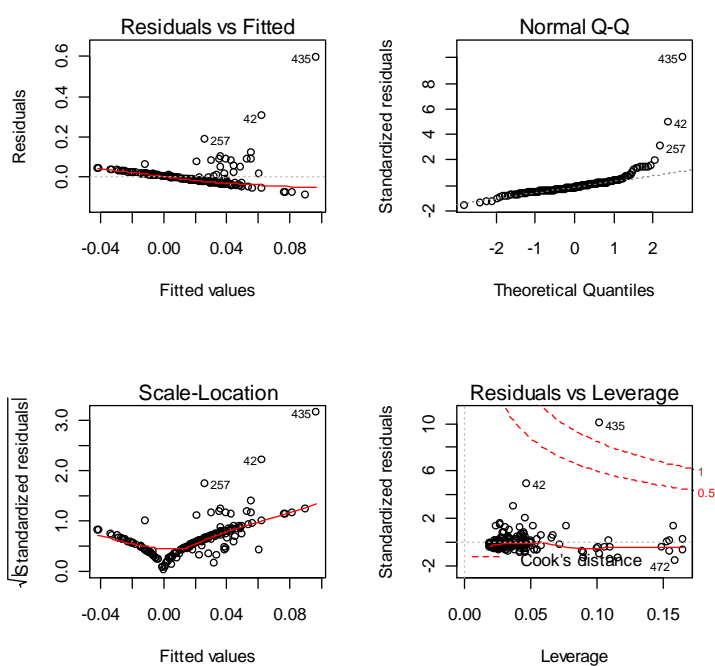 Residuals vs Fitted
Residuals
0.0 0.2 0.4 0.6
435
42
257
-0.04 0.00 0.04 0.08
Fitted values
Normal Q-Q
Standardized residuals
-2 0 2 4 6 8
435
42
257
-2 -1 0 1 2
Theoretical Quantiles
Scale-Location
√|Standardized residuals|
0.0 1.0 2.0 3.0
435
42
257
-0.04 0.00 0.04 0.08
Fitted values
Residuals vs Leverage
Standardized residuals
-2 2 6 10
435
42
1
0.5
Cook's distance
472
0.00 0.05 0.10 0.15
Leverage